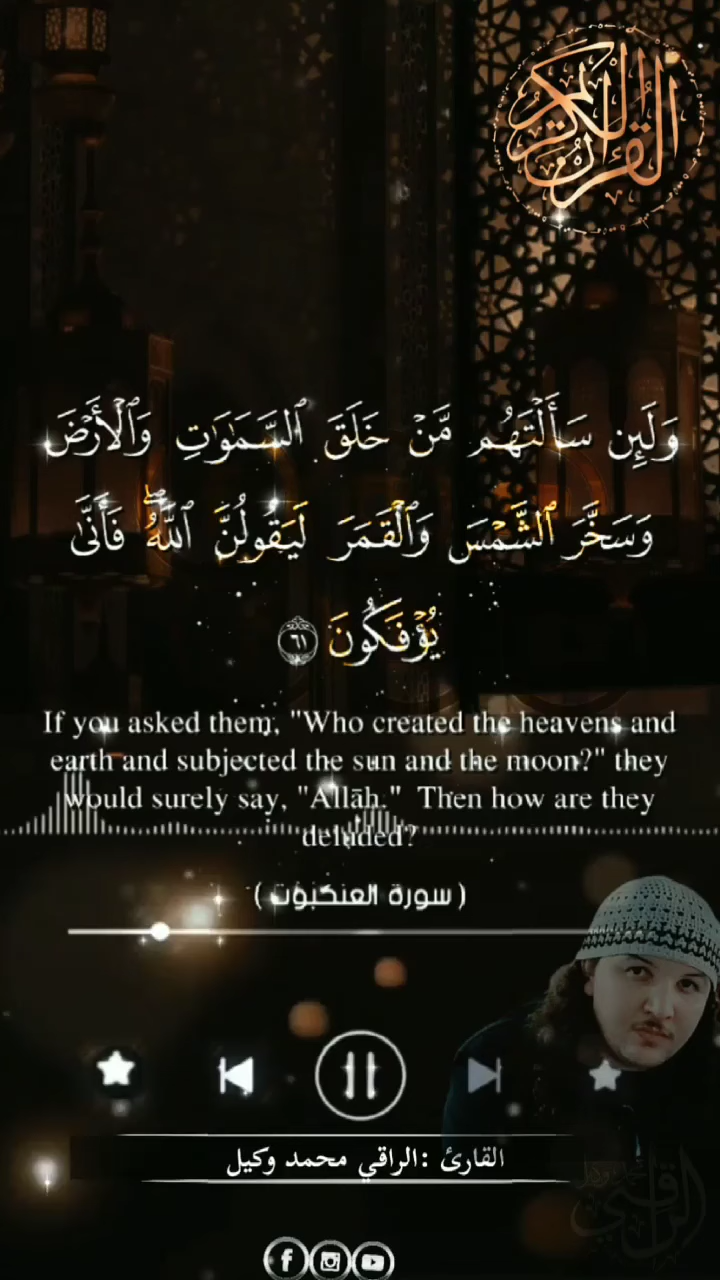 القرآن الكريم
وَلَئِن سَأَلْتَهُم مَّنْ خَلَقَ ٱلسَّمَٰوَٰتِ وَٱلْأَرْضَ
وَسَخَّرَ ٱلشَّمْسَ وَٱلْقَمَرَ لَيَقُولُنَّ ٱللَّهُ ۖ فَأَنَّىٰ
يُؤْفَكُونَ ٦١
If you asked them, "Who created the heavens and
earth and subjected the sun and the moon?" they
would surely say, "Allāh." Then how are they
deluded?
( سورة العنكبوت )
القارئ :الراقي محمد وكيل
الراقي